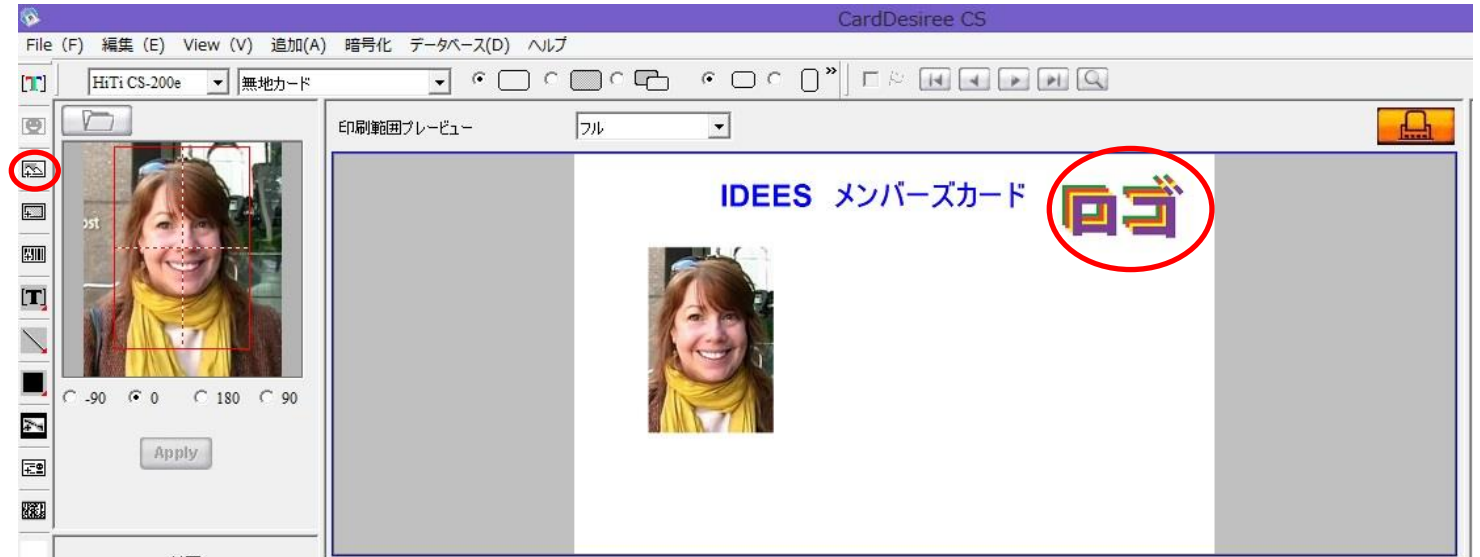 CardDesiree CS
File (F) 編集 (E) View (V) 追加(A) 暗号化 データベース(D) ヘルプ
[T] HiTi CS-200e 無地カード »
印刷範囲プレービュー フル
IDEES メンバーズカード ロゴ
ost
[T]
-90 0 180 90
Apply